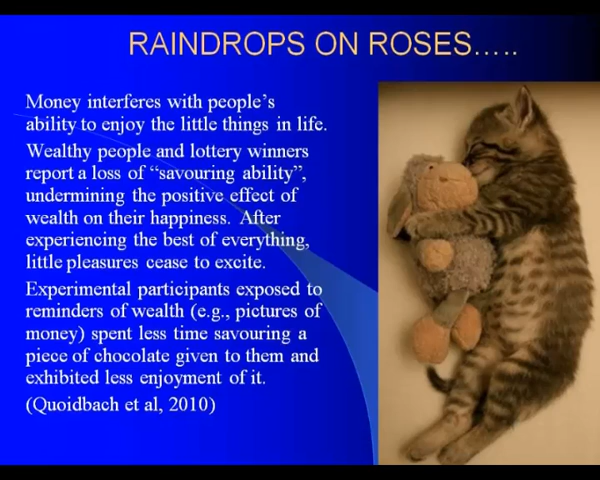 RAINDROPS ON ROSES.....
Money interferes with people's
ability to enjoy the little things in life.
Wealthy people and lottery winners
report a loss of "savouring ability",
undermining the positive effect of
wealth on their happiness. After
experiencing the best of everything,
little pleasures cease to excite.
Experimental participants exposed to
reminders of wealth (e.g., pictures of
money) spent less time savouring a
piece of chocolate given to them and
exhibited less enjoyment of it.
(Quoidbach et al, 2010)